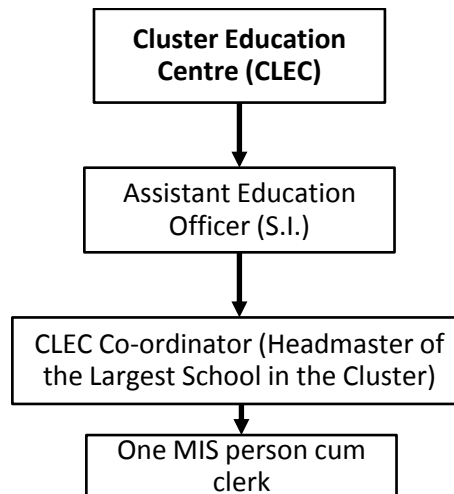 Cluster Education
Centre (CLEC)
Assistant Education
Officer (S.I.)
CLEC Co-ordinator (Headmaster of
the Largest School in the Cluster)
One MIS person cum
clerk